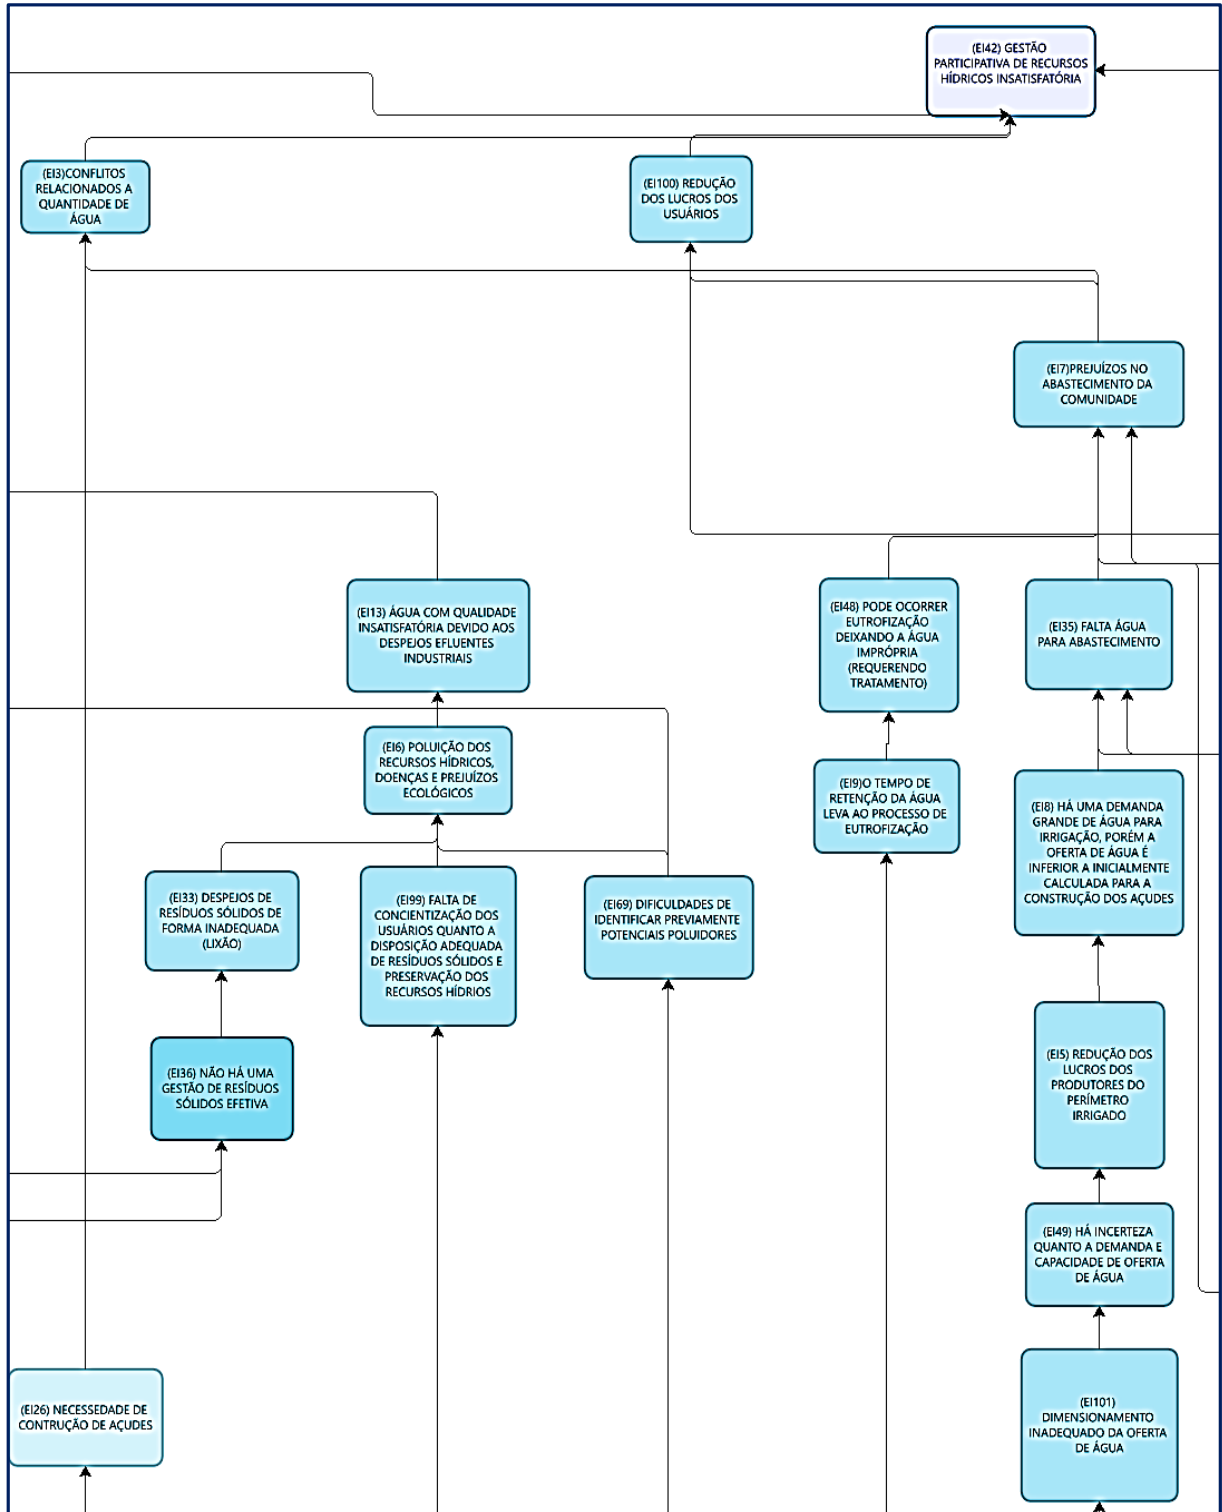 (EI42) GESTÃO
PARTICIPATIVA DE RECURSOS
HÍDRICOS INSATISFATÓRIA
(EI3)CONFLITOS
RELACIONADOS A
QUANTIDADE DE
ÁGUA
(EI100) REDUÇÃO
DOS LUCROS DOS
USUÁRIOS
(EI7)PREJUÍZOS NO
ABASTECIMENTO DA
COMUNIDADE
(EI13) ÁGUA COM QUALIDADE
INSATISFATÓRIA DEVIDO AOS
DESPEJOS EFLUENTES
INDUSTRIAIS
(EI48) PODE OCORRER
EUTROFIZAÇÃO
DEIXANDO A ÁGUA
IMPRÓPRIA
(REQUERENDO
TRATAMENTO)
(EI35) FALTA ÁGUA
PARA ABASTECIMENTO
(EI6) POLUIÇÃO DOS
RECURSOS HÍDRICOS,
DOENÇAS E PREJUÍZOS
ECOLÓGICOS
(EI9)O TEMPO DE
RETENÇÃO DA ÁGUA
LEVA AO PROCESSO DE
EUTROFIZAÇÃO
(EI8) HÁ UMA DEMANDA
GRANDE DE ÁGUA PARA
IRRIGAÇÃO, PORÉM A
OFERTA DE ÁGUA É
INFERIOR A INICIALMENTE
CALCULADA PARA A
CONSTRUÇÃO DOS AÇUDES
(EI33) DESPEJOS DE
RESÍDUOS SÓLIDOS DE
FORMA INADEQUADA
(LIXÃO)
(EI99) FALTA DE
CONCIENTIZAÇÃO DOS
USUÁRIOS QUANTO A
DISPOSIÇÃO ADEQUADA
DE RESÍDUOS SÓLIDOS E
PRESERVAÇÃO DOS
RECURSOS HÍDRIOS
(EI69) DIFICULDADES DE
IDENTIFICAR PREVIAMENTE
POTENCIAIS POLUIDORES
(EI36) NÃO HÁ UMA
GESTÃO DE RESÍDUOS
SÓLIDOS EFETIVA
(EI5) REDUÇÃO DOS
LUCROS DOS
PRODUTORES DO
PERÍMETRO
IRRIGADO
(EI49) HÁ INCERTEZA
QUANTO A DEMANDA E
CAPACIDADE DE OFERTA
DE ÁGUA
(EI26) NECESSEDADE DE
CONTRUÇÃO DE AÇUDES
(EI101)
DIMENSIONAMENTO
INADEQUADO DA OFERTA
DE ÁGUA